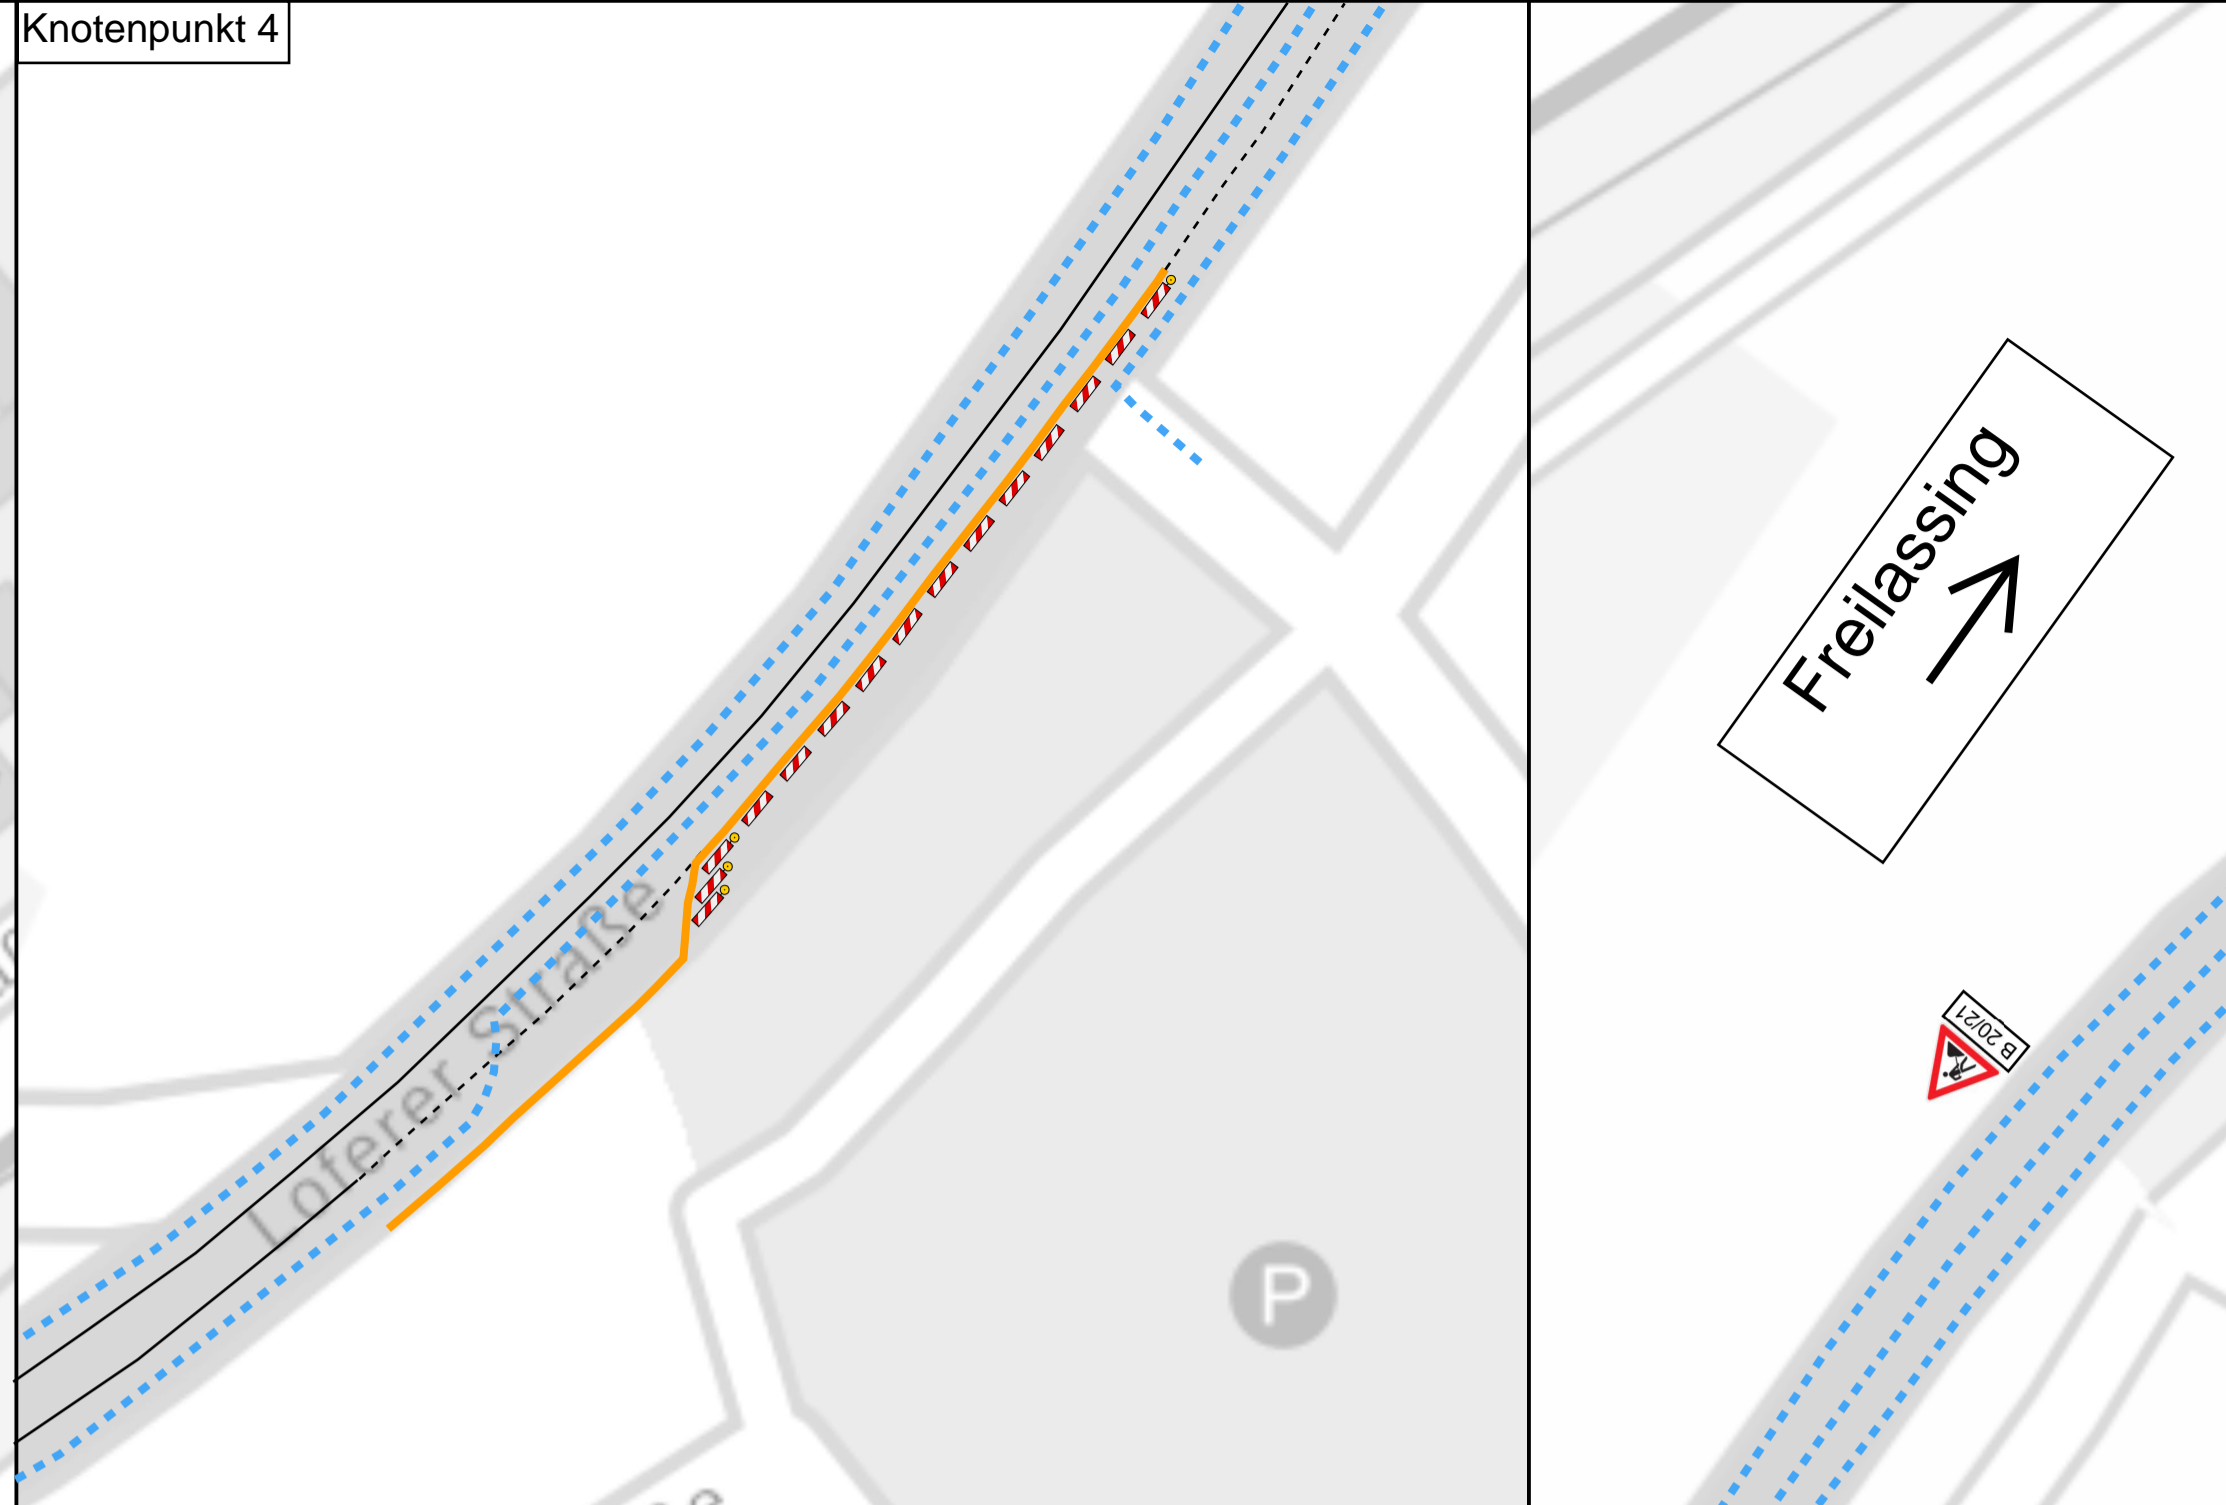 Knotenpunkt 4
Freilassing
B 20/21
Loferer Straße
P